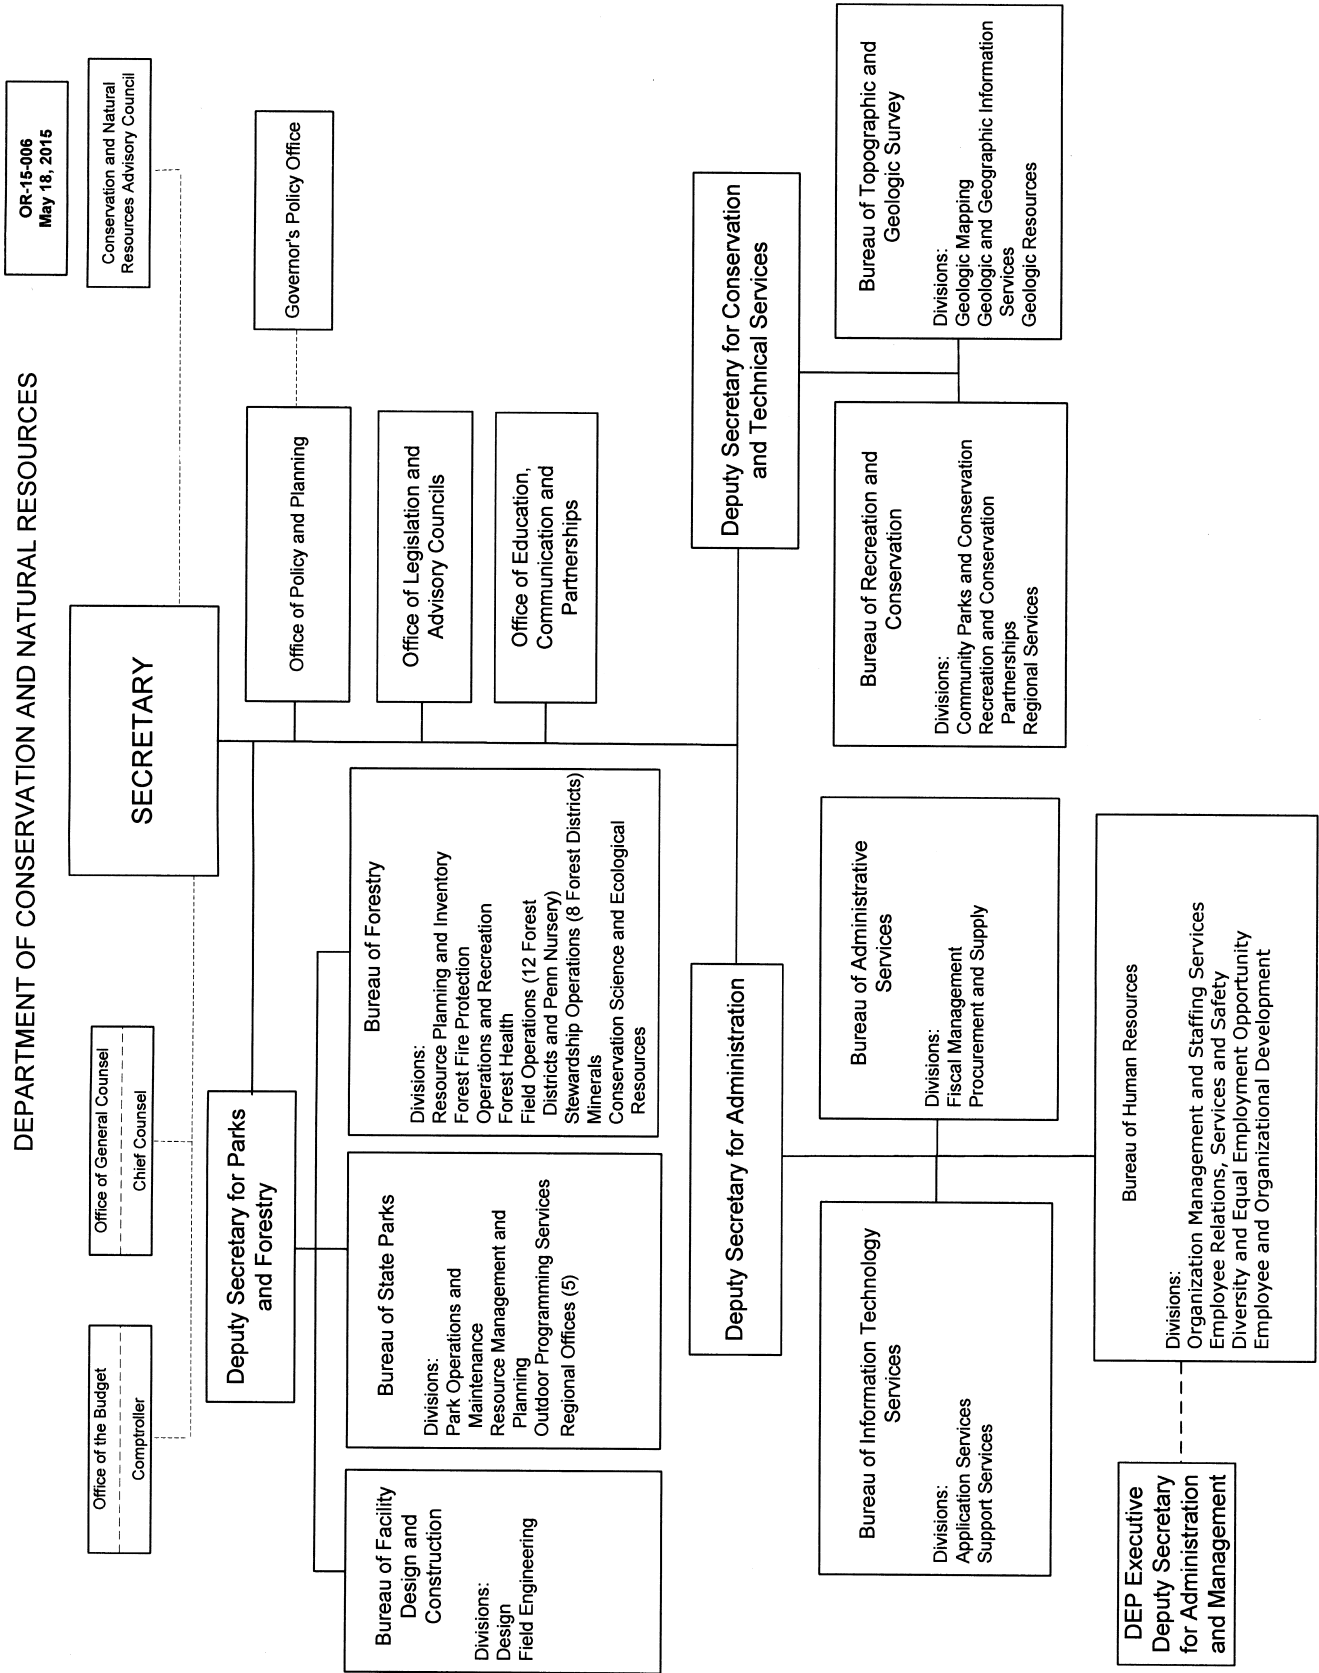 DEPARTMENT OF CONSERVATION AND NATURAL RESOURCES
OR-15-006
May 18, 2015
Office of the Budget
Comptroller
Office of General Counsel
Chief Counsel
SECRETARY
Conservation and Natural
Resources Advisory Council
Deputy Secretary for Parks
and Forestry
Office of Policy and Planning
Governor's Policy Office
Office of Legislation and
Advisory Councils
Office of Education,
Communication and
Partnerships
Bureau of Facility
Design and
Construction
Divisions:
Design
Field Engineering
Bureau of State Parks
Divisions:
Park Operations and
Maintenance
Resource Management and
Planning
Outdoor Programming Services
Regional Offices (5)
Bureau of Forestry
Divisions:
Resource Planning and Inventory
Forest Fire Protection
Operations and Recreation
Forest Health
Field Operations (12 Forest
Districts and Penn Nursery)
Stewardship Operations (8 Forest Districts)
Minerals
Conservation Science and Ecological
Resources
Deputy Secretary for Administration
Deputy Secretary for Conservation
and Technical Services
Bureau of Information Technology
Services
Divisions:
Application Services
Support Services
Bureau of Administrative
Services
Divisions:
Fiscal Management
Procurement and Supply
Bureau of Recreation and
Conservation
Divisions:
Community Parks and Conservation
Recreation and Conservation
Partnerships
Regional Services
Bureau of Topographic and
Geologic Survey
Divisions:
Geologic Mapping
Geologic and Geographic Information
Services
Geologic Resources
DEP Executive
Deputy Secretary
for Administration
and Management
Bureau of Human Resources
Divisions:
Organization Management and Staffing Services
Employee Relations, Services and Safety
Diversity and Equal Employment Opportunity
Employee and Organizational Development